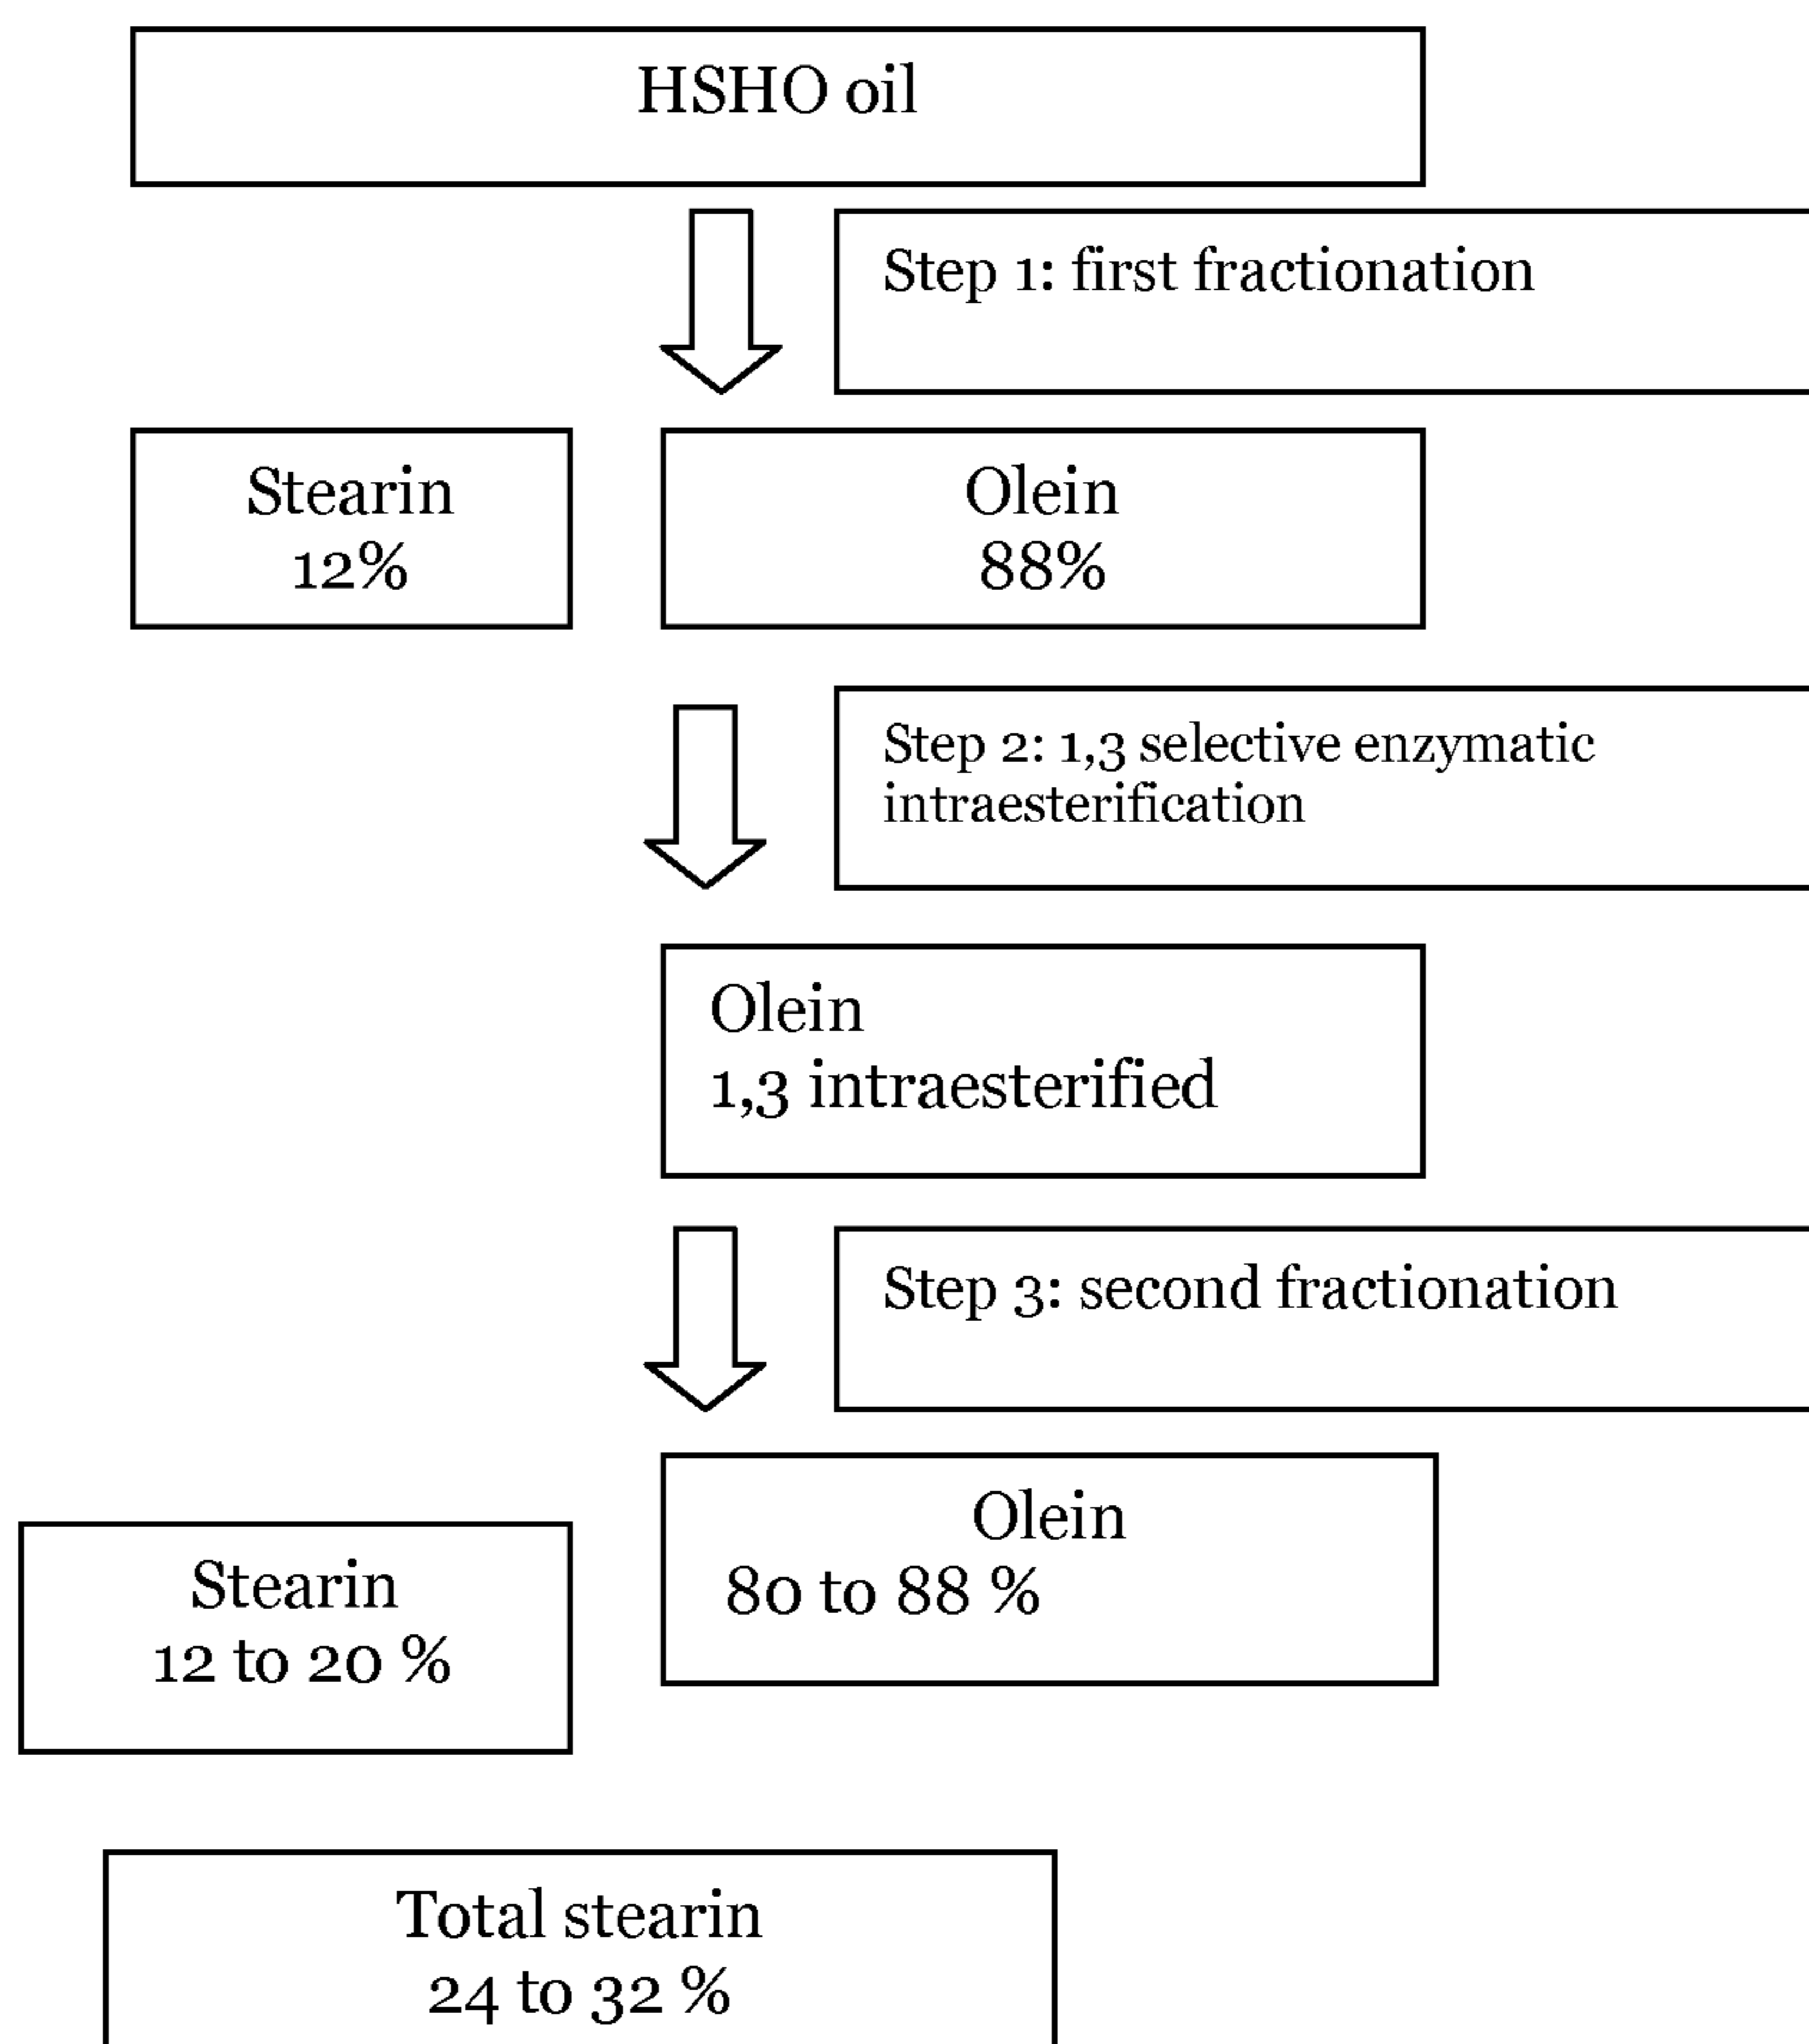 HSHO oil
Step 1: first fractionation
Stearin
12%
Olein
88%
Step 2: 1,3 selective enzymatic
intraesterification
Olein
1,3 intraesterified
Step 3: second fractionation
Olein
80 to 88 %
Stearin
12 to 20 %
Total stearin
24 to 32 %